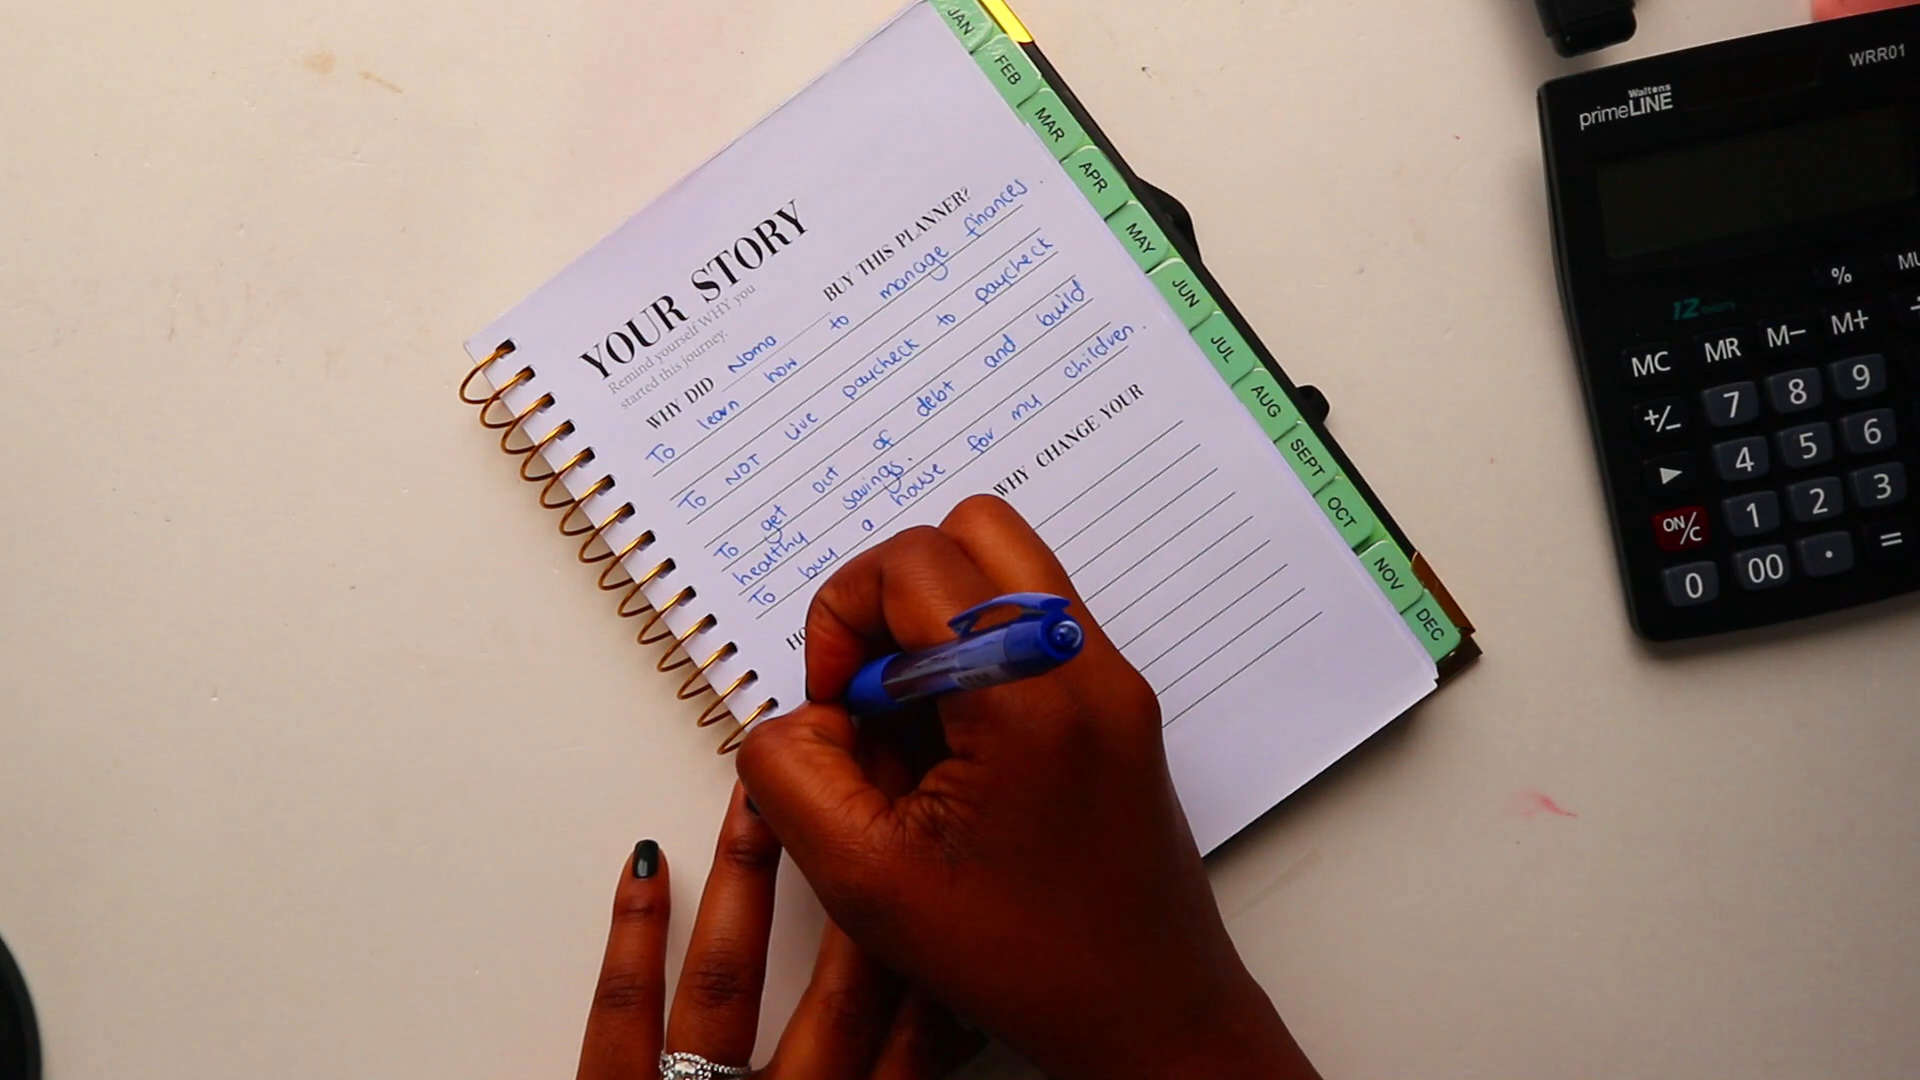 YOUR STORY
Remind yourself WHY you
started this journey.
WHY DID Noma BUY THIS PLANNER?
To learn how to manage finances.
To NOT live paycheck to paycheck
To get out of debt and build
healthy savings.
To buy a house for my children.
WHY CHANGE YOUR
JAN
FEB
MAR
APR
MAY
JUN
JUL
AUG
SEPT
OCT
NOV
DEC
Waltons
primeLINE
WRR01
12
%
MC MR M− M+
+/− 7 8 9
▶ 4 5 6
ON/C 1 2 3
0 00 · =